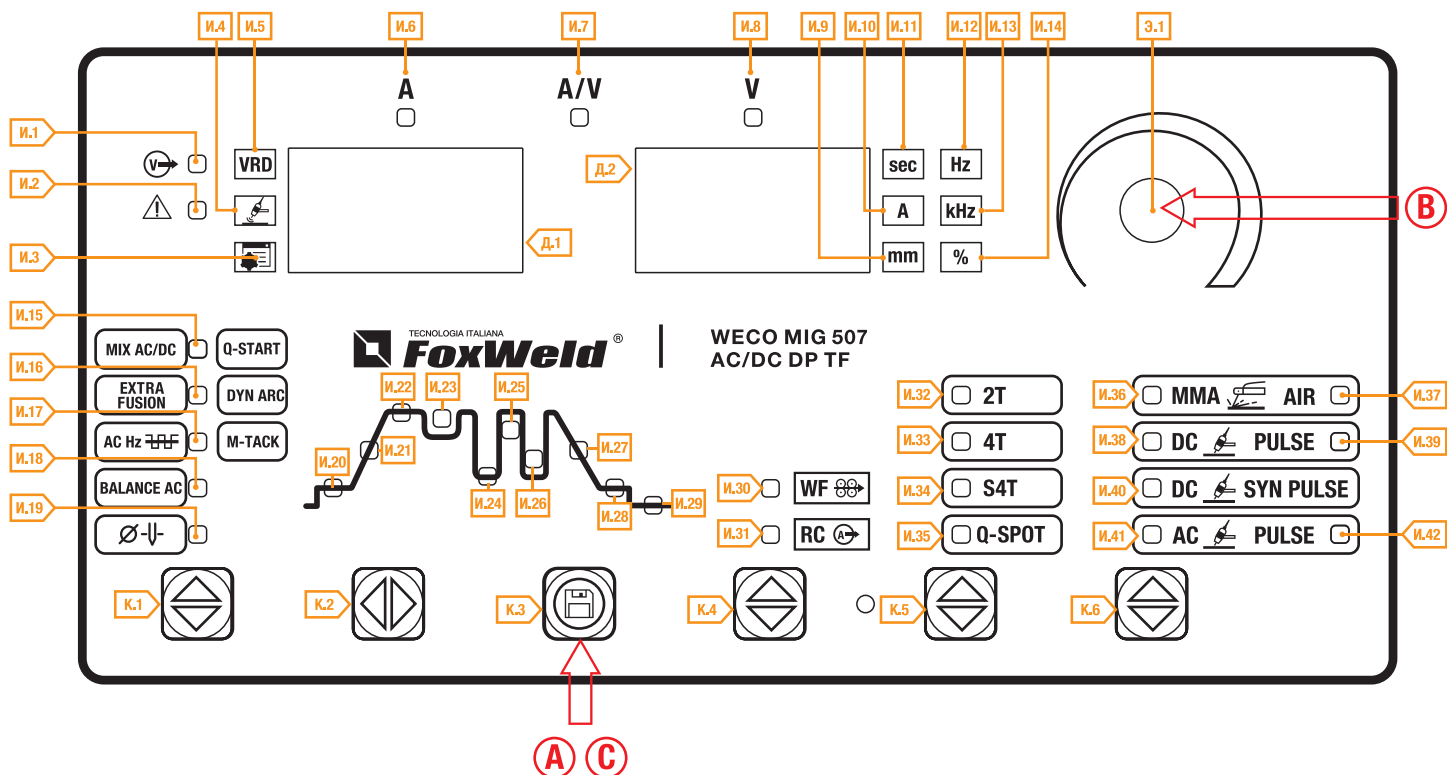 И.4 И.5 И.6 И.7 И.8 И.9 И.10 И.11 И.12 И.13 И.14 Э.1
A A/V V
И.1 VRD Д.2 sec Hz
И.2 A kHz B
И.3 Д.1 mm %
И.15 MIX AC/DC Q-START
И.16 EXTRA FUSION DYN ARC
И.17 AC Hz M-TACK
И.18 BALANCE AC
И.19 Ø
TECNOLOGIA ITALIANA
FoxWeld ®
WECO MIG 507
AC/DC DP TF
И.22 И.23 И.25
И.20 И.21 И.24 И.26 И.27 И.28 И.29
И.30 WF
И.31 RC A
И.32 2T
И.33 4T
И.34 S4T
И.35 Q-SPOT
И.36 MMA AIR И.37
И.38 DC PULSE И.39
И.40 DC SYN PULSE
И.41 AC PULSE И.42
К.1 К.2 К.3 К.4 К.5 К.6
A C